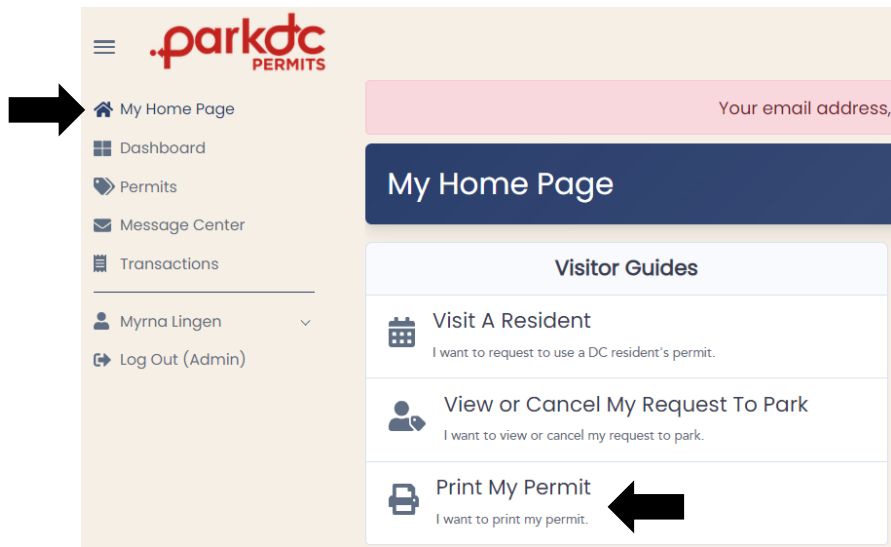 parkdc
PERMITS
My Home Page
Dashboard
Permits
Message Center
Transactions
Myrna Lingen
Log Out (Admin)
Your email address,
My Home Page
Visitor Guides
Visit A Resident
I want to request to use a DC resident's permit.
View or Cancel My Request To Park
I want to view or cancel my request to park.
Print My Permit
I want to print my permit.